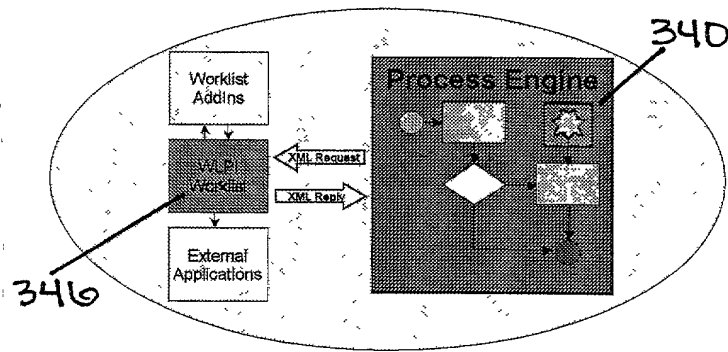 340
Process Engine
Worklist
AddIns
XML Request
WLPI
Worklist
XML Reply
External
Applications
346